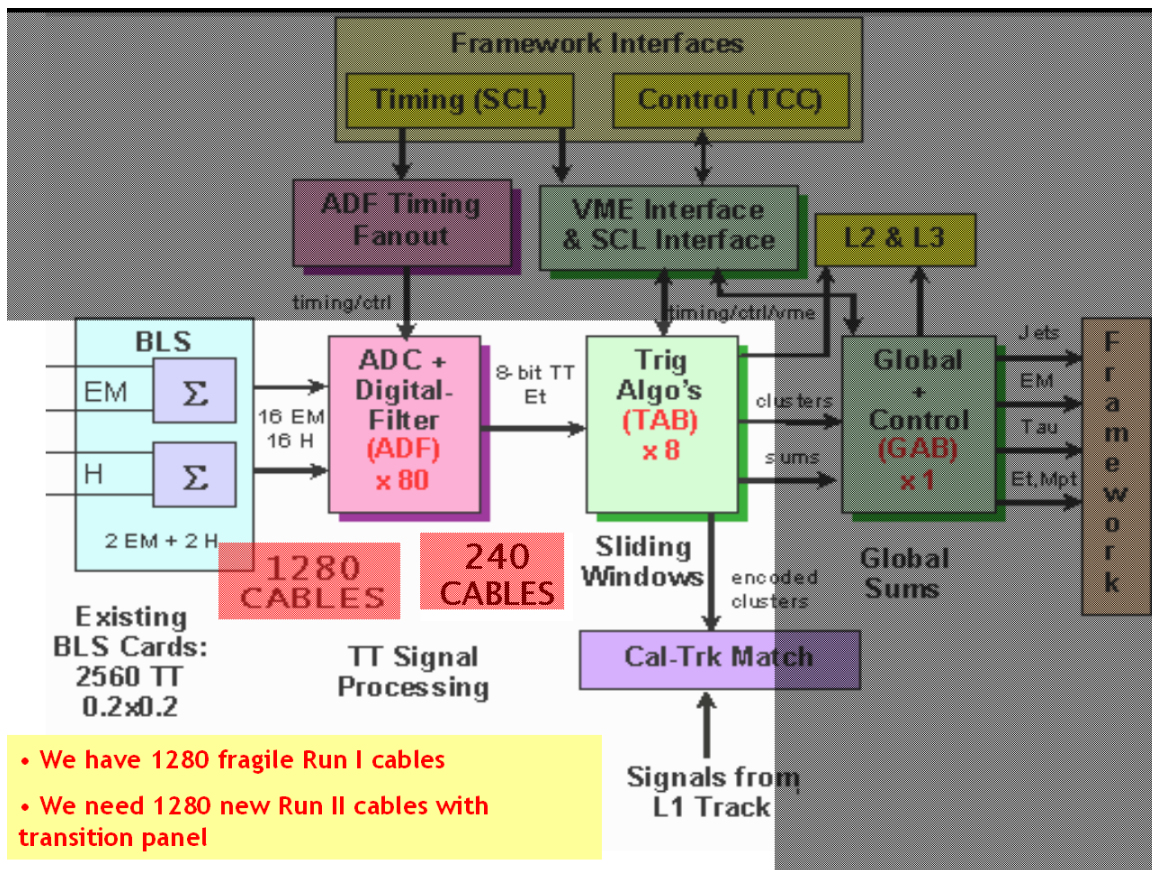 Framework Interfaces
Timing (SCL)
Control (TCC)
ADF Timing
Fanout
VME Interface
& SCL Interface
L2 & L3
timing/ctrl
timing/ctrl/vme
BLS
EM
Σ
H
Σ
2 EM + 2 H
16 EM
16 H
ADC +
Digital-
Filter
(ADF)
x 80
8-bit TT
Et
Trig
Algo's
(TAB)
x 8
clusters
sums
Global
+
Control
(GAB)
x 1
Jets
EM
Tau
Et,Mpt
Framework
1280
CABLES
240
CABLES
Sliding
Windows
encoded
clusters
Global
Sums
Existing
BLS Cards:
2560 TT
0.2x0.2
TT Signal
Processing
Cal-Trk Match
Signals from
L1 Track
• We have 1280 fragile Run I cables
• We need 1280 new Run II cables with
transition panel